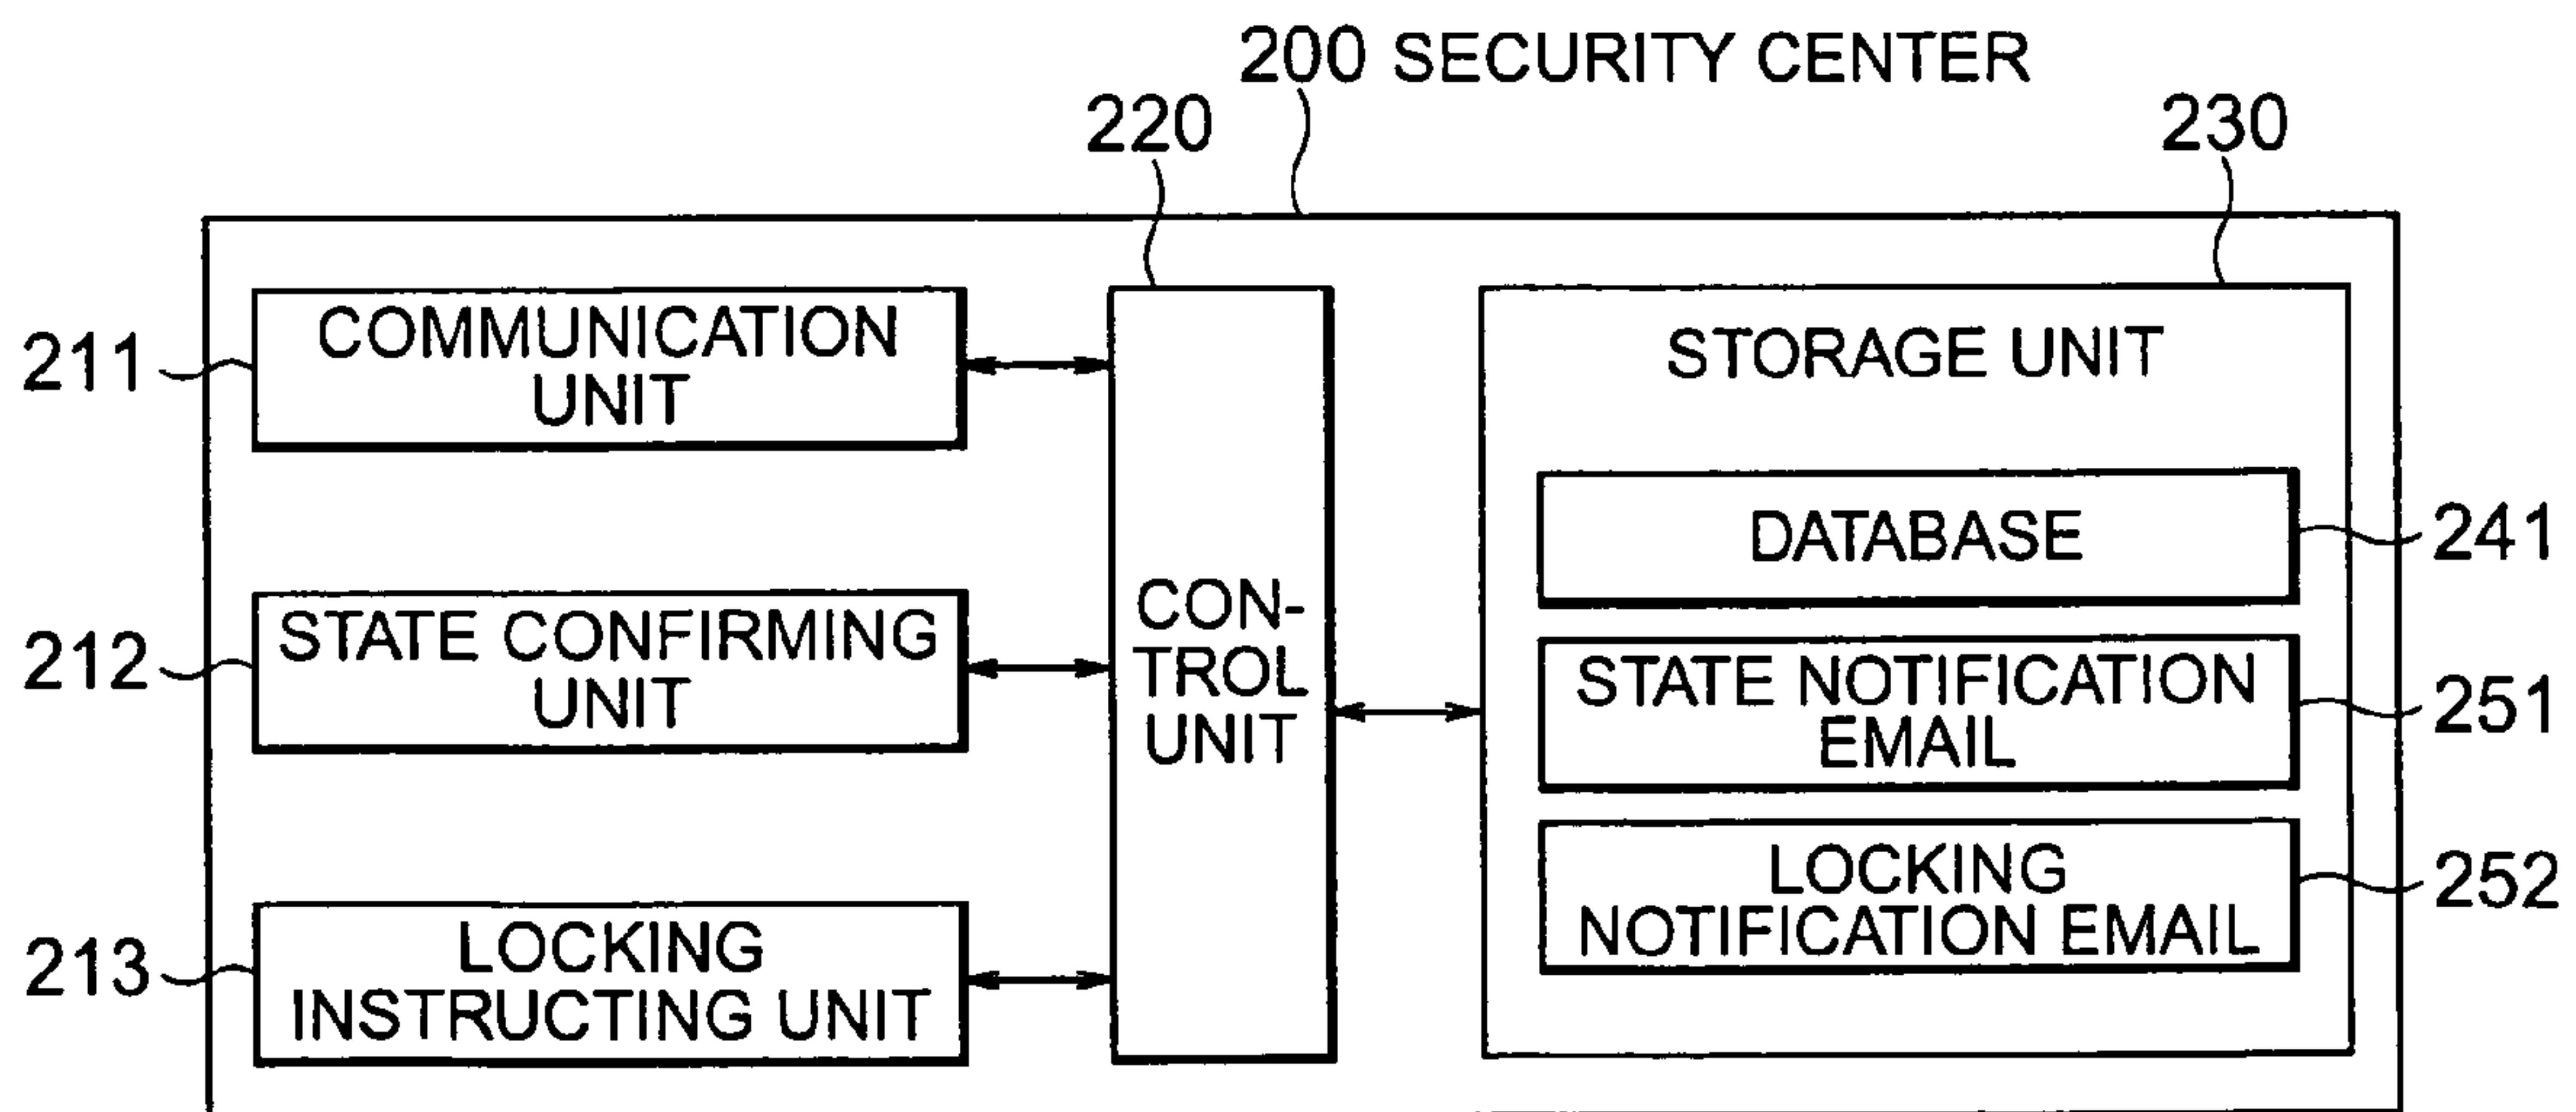 200 SECURITY CENTER
220
230
211
COMMUNICATION
UNIT
212
STATE CONFIRMING
UNIT
213
LOCKING
INSTRUCTING UNIT
CON-
TROL
UNIT
STORAGE UNIT
DATABASE
241
STATE NOTIFICATION
EMAIL
251
LOCKING
NOTIFICATION EMAIL
252